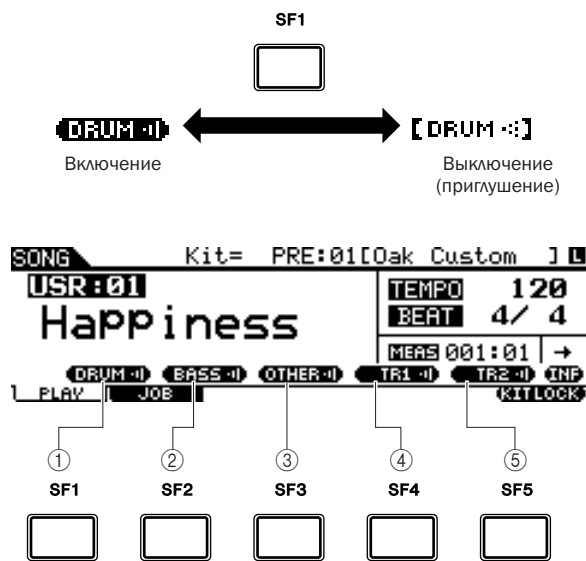 SF1
DRUM [DRUM]
Включение Выключение
(приглушение)
SONG Kit= PRE:01[Oak Custom ] L
USR:01 TEMPO 120
Happiness BEAT 4/ 4
MEAS 001:01 →
DRUM BASS OTHER TR1 TR2 INP
PLAY JOB KITLOCK
① ② ③ ④ ⑤
SF1 SF2 SF3 SF4 SF5